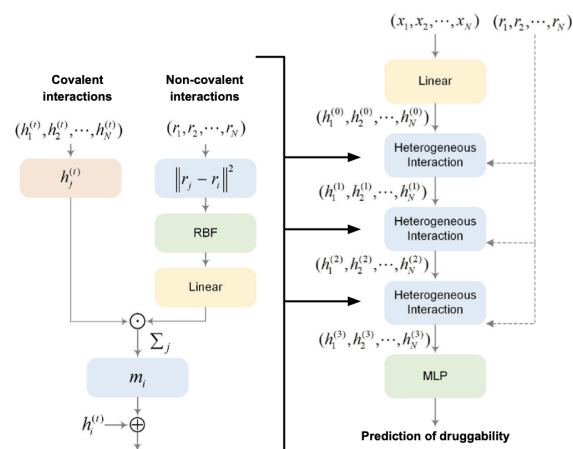 Covalent
interactions
(h_1^{(t)}, h_2^{(t)}, ⋯, h_N^{(t)})
h_j^{(t)}
Non-covalent
interactions
(r_1, r_2, ⋯, r_N)
‖r_j − r_i‖^2
RBF
Linear
⊙
∑_j
m_i
h_i^{(t)}
⊕
(x_1, x_2, ⋯, x_N)
(r_1, r_2, ⋯, r_N)
Linear
(h_1^{(0)}, h_2^{(0)}, ⋯, h_N^{(0)})
Heterogeneous
Interaction
(h_1^{(1)}, h_2^{(1)}, ⋯, h_N^{(1)})
Heterogeneous
Interaction
(h_1^{(2)}, h_2^{(2)}, ⋯, h_N^{(2)})
Heterogeneous
Interaction
(h_1^{(3)}, h_2^{(3)}, ⋯, h_N^{(3)})
MLP
Prediction of druggability